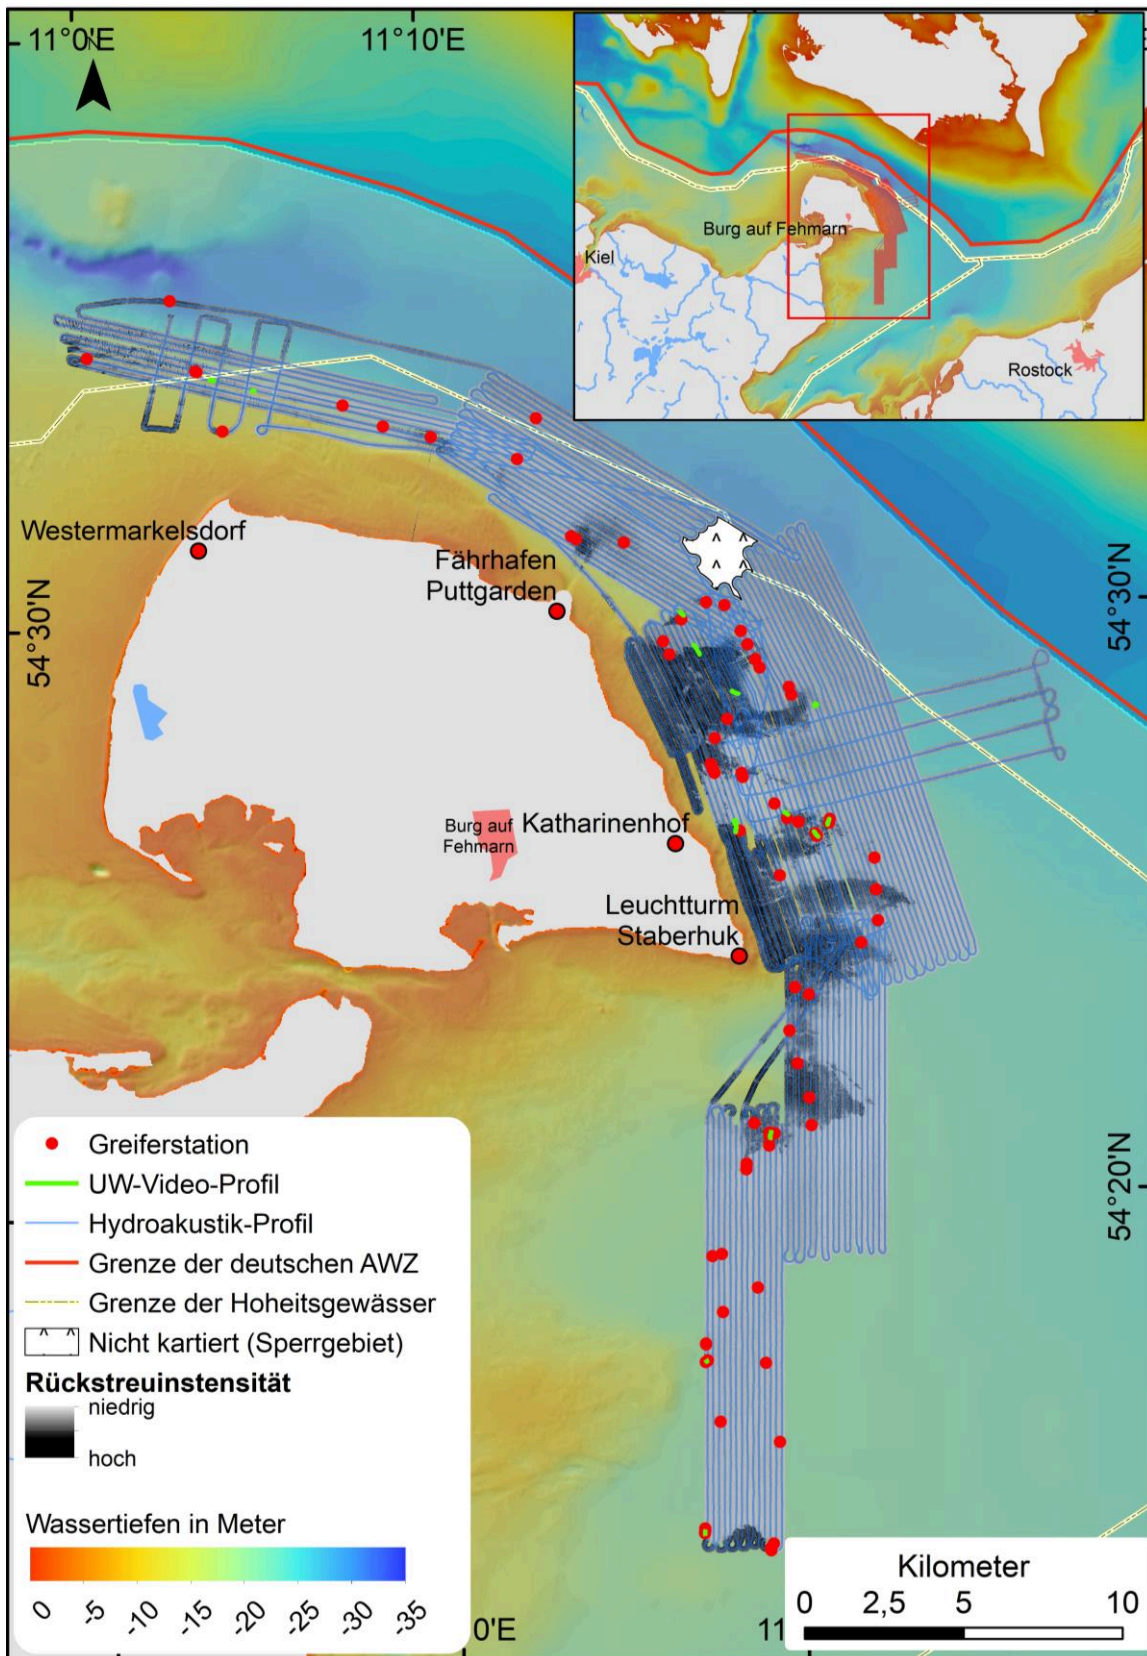 11°0'E
11°10'E
N
Burg auf Fehmarn
Kiel
Rostock
Westermarkelsdorf
Fährhafen
Puttgarden
54°30'N
54°30'N
Burg auf
Fehmarn
Katharinenhof
Leuchtturm
Staberhuk
54°20'N
Greiferstation
UW-Video-Profil
Hydroakustik-Profil
Grenze der deutschen AWZ
Grenze der Hoheitsgewässer
Nicht kartiert (Sperrgebiet)
Rückstreuinstensität
niedrig
hoch
Wassertiefen in Meter
0 -5 -10 -15 -20 -25 -30 -35
0'E
11
Kilometer
0 2,5 5 10